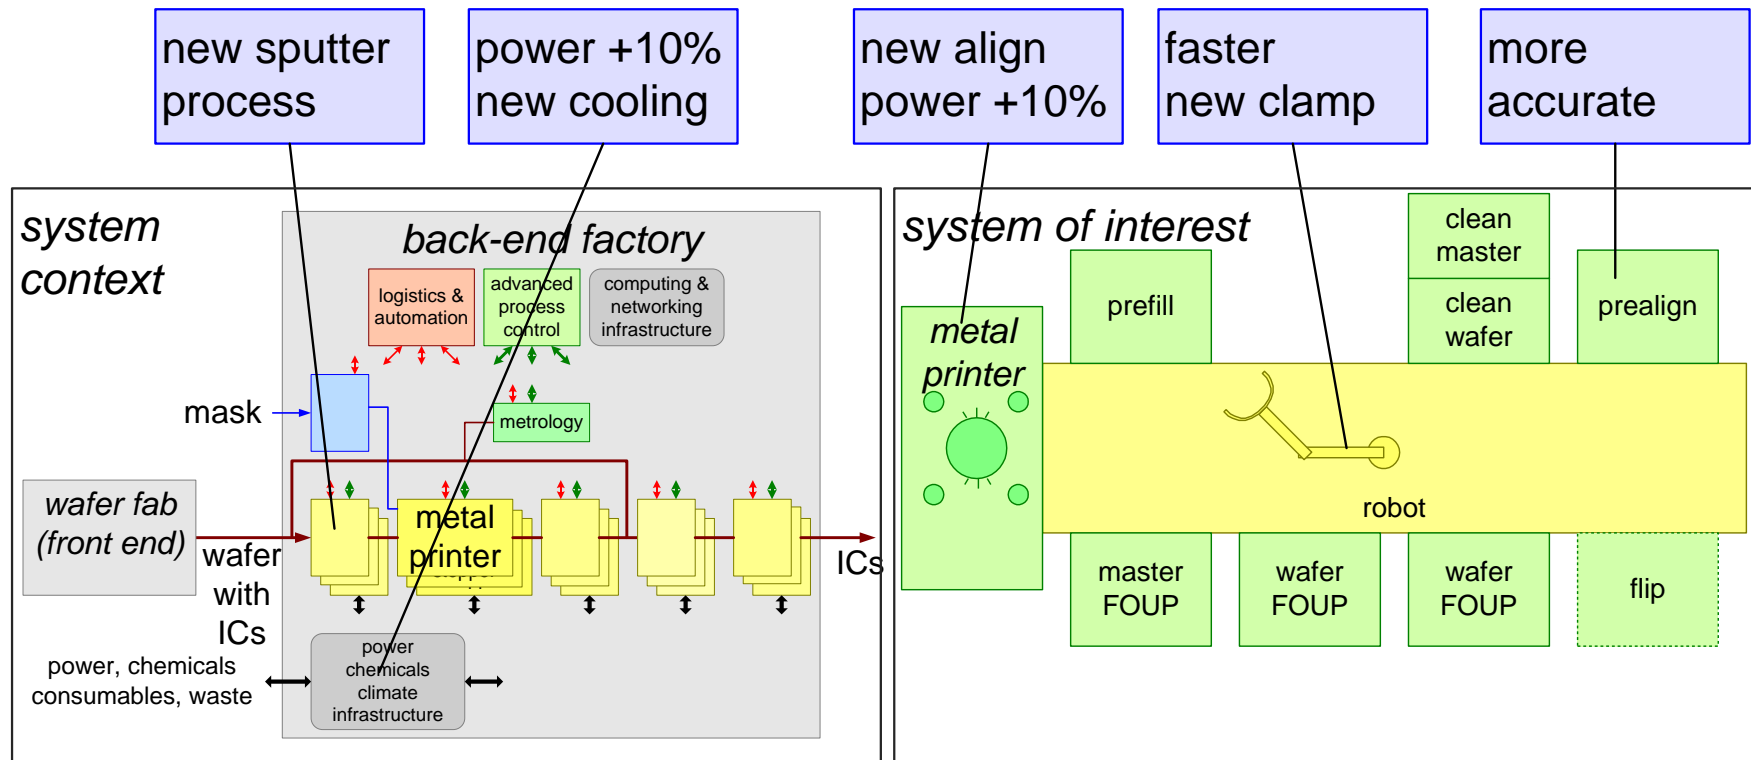 new sputter
process
power +10%
new cooling
new align
power +10%
faster
new clamp
more
accurate
system
context
back-end factory
logistics &
automation
advanced
process
control
computing &
networking
infrastructure
mask
metrology
wafer fab
(front end)
wafer
with
ICs
metal
printer
ICs
power, chemicals
consumables, waste
power
chemicals
climate
infrastructure
system of interest
metal
printer
prefill
clean
master
clean
wafer
prealign
robot
master
FOUP
wafer
FOUP
wafer
FOUP
flip